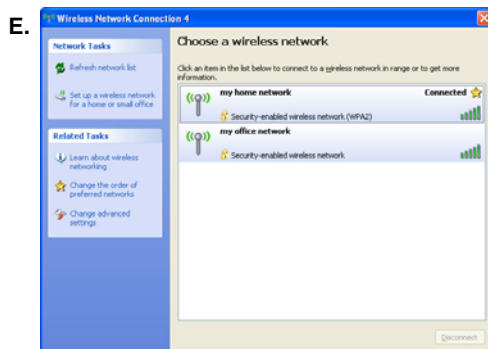 E.
Wireless Network Connection 4
Network Tasks
Refresh network list
Set up a wireless network
for a home or small office
Related Tasks
Learn about wireless
networking
Change the order of
preferred networks
Change advanced
settings
Choose a wireless network
Click an item in the list below to connect to a wireless network in range or to get more
information.
my home network Connected
Security-enabled wireless network (WPA2)
my office network
Security-enabled wireless network
Disconnect